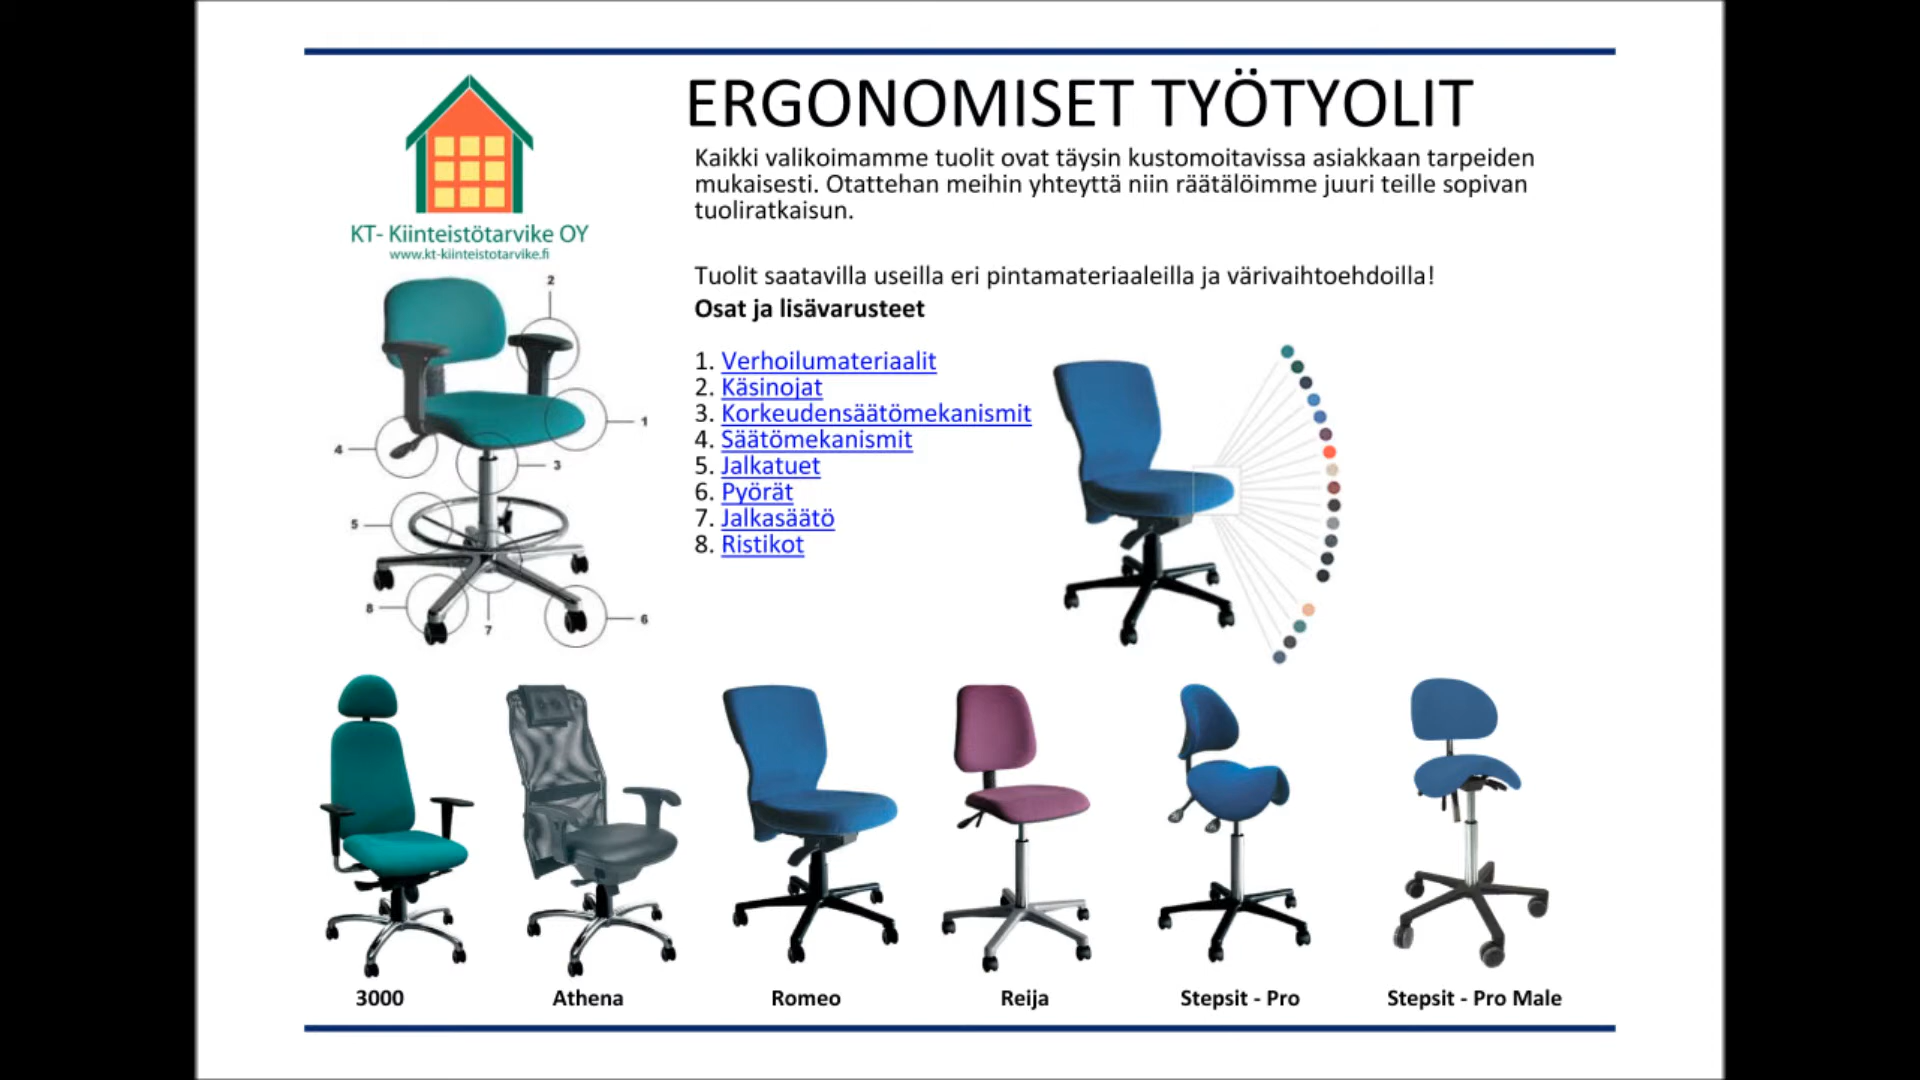 ERGONOMISET TYÖTYOLIT
Kaikki valikoimamme tuolit ovat täysin kustomoitavissa asiakkaan tarpeiden
mukaisesti. Otattehan meihin yhteyttä niin räätälöimme juuri teille sopivan
tuoliratkaisun.
KT- Kiinteistötarvike OY
www.kt-kiinteistotarvike.fi
Tuolit saatavilla useilla eri pintamateriaaleilla ja värivaihtoehdoilla!
Osat ja lisävarusteet
1. Verhoilumateriaalit
2. Käsinojat
3. Korkeudensäätömekanismit
4. Säätömekanismit
5. Jalkatuet
6. Pyörät
7. Jalkasäätö
8. Ristikot
2
1
4
3
5
8
7
6
3000
Athena
Romeo
Reija
Stepsit - Pro
Stepsit - Pro Male